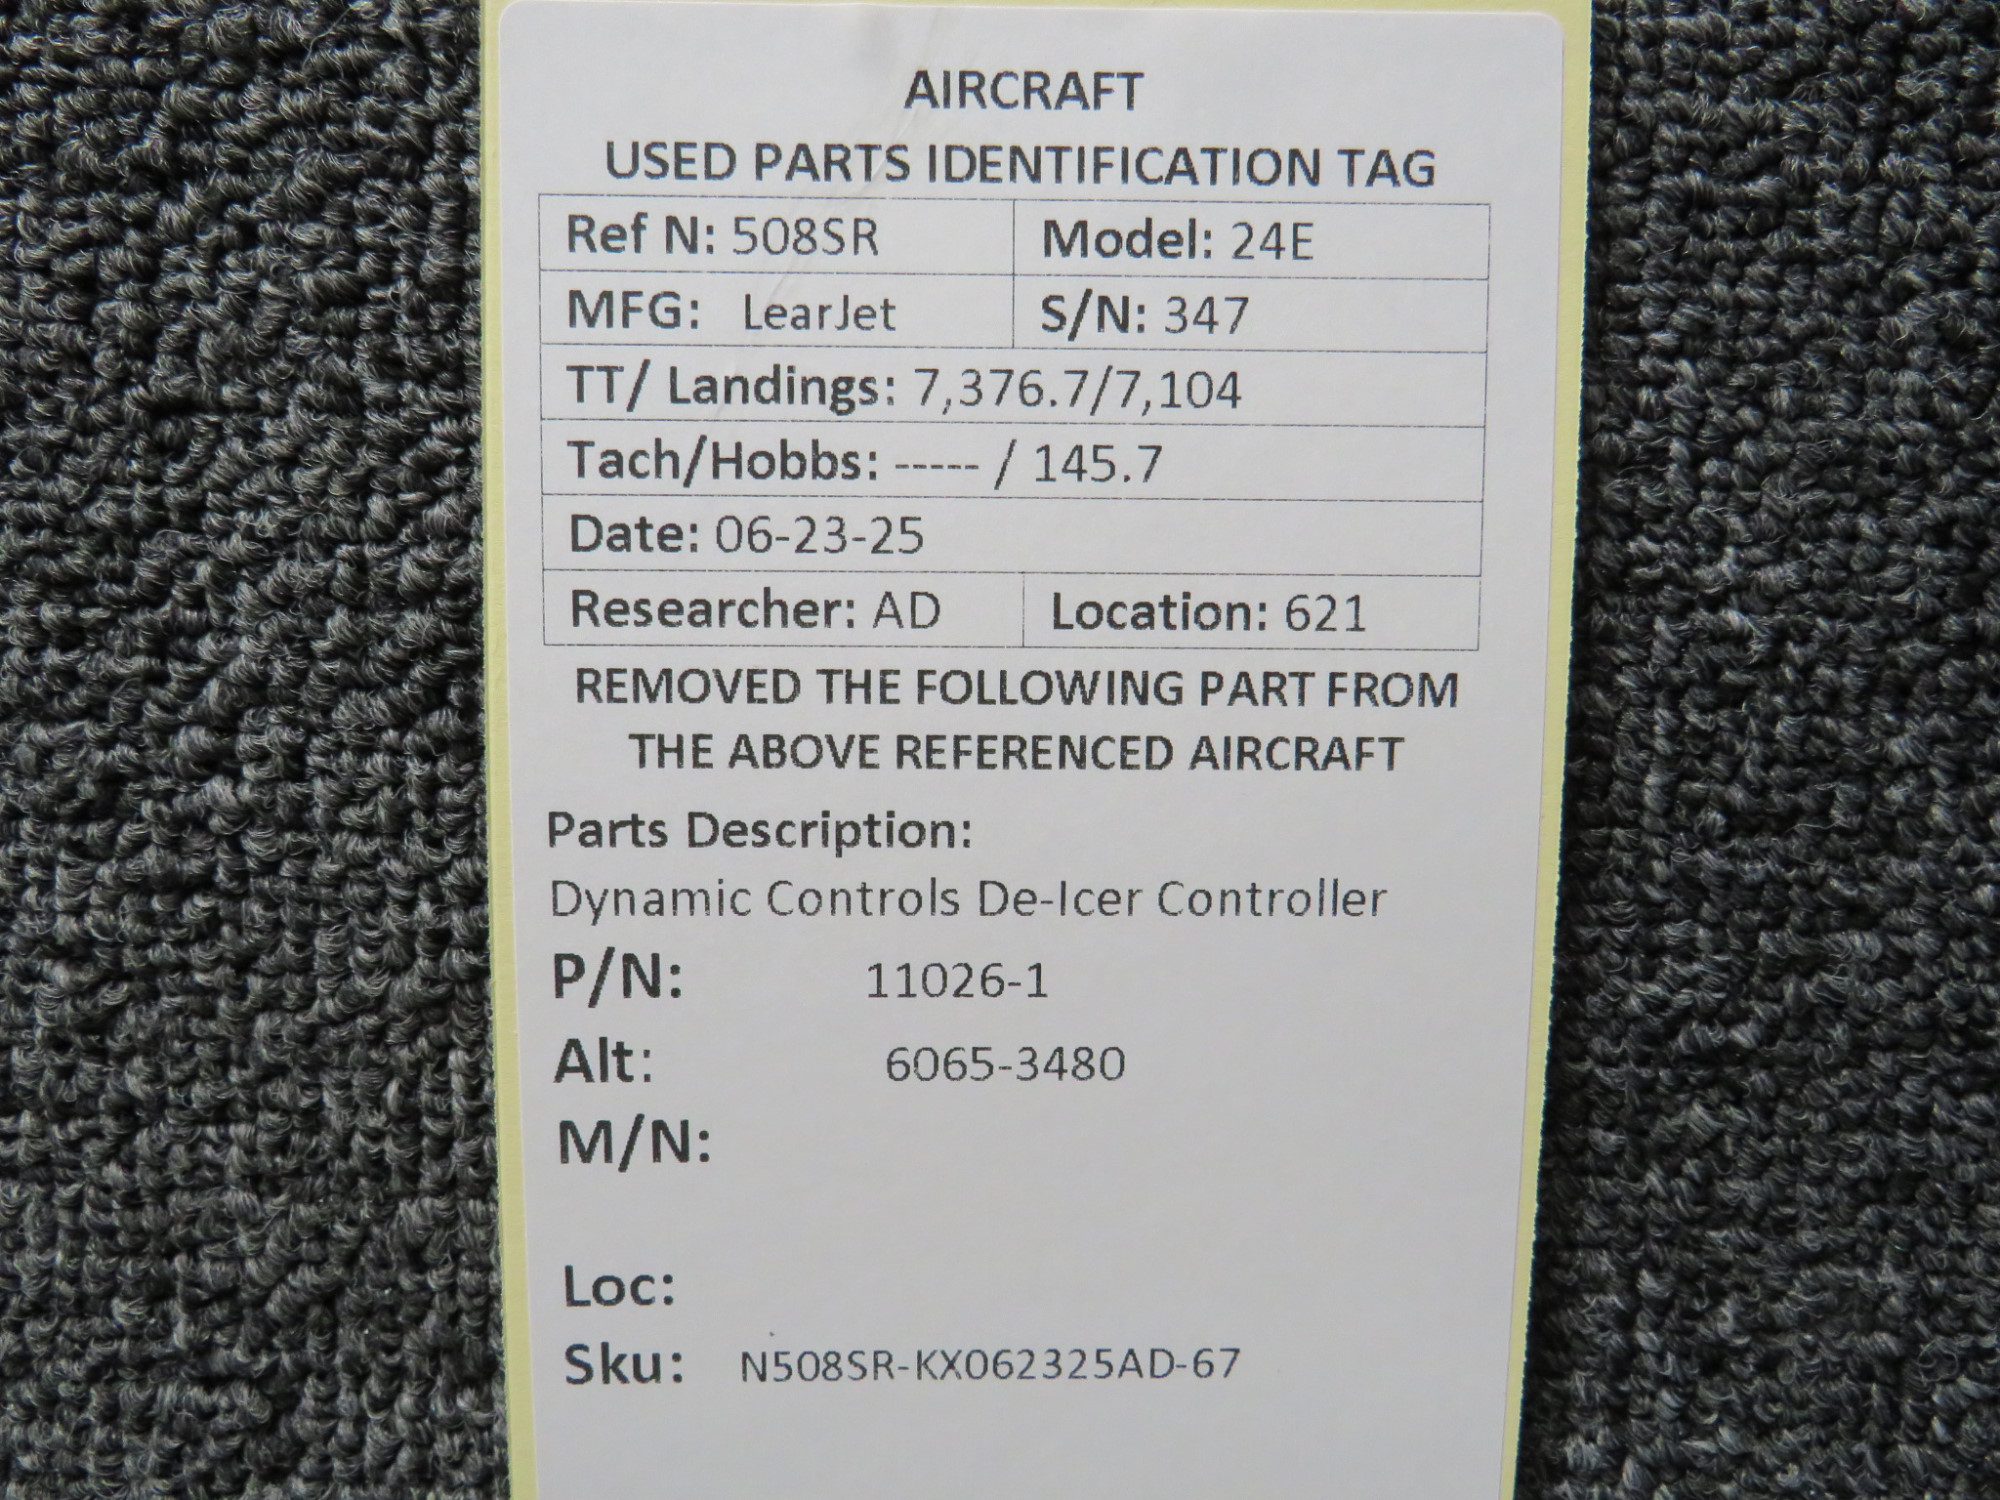 AIRCRAFT
USED PARTS IDENTIFICATION TAG
Ref N: 508SR Model: 24E
MFG: LearJet S/N: 347
TT/ Landings: 7,376.7/7,104
Tach/Hobbs: ----- / 145.7
Date: 06-23-25
Researcher: AD Location: 621
REMOVED THE FOLLOWING PART FROM
THE ABOVE REFERENCED AIRCRAFT
Parts Description:
Dynamic Controls De-Icer Controller
P/N: 11026-1
Alt: 6065-3480
M/N:
Loc:
Sku: N508SR-KX062325AD-67